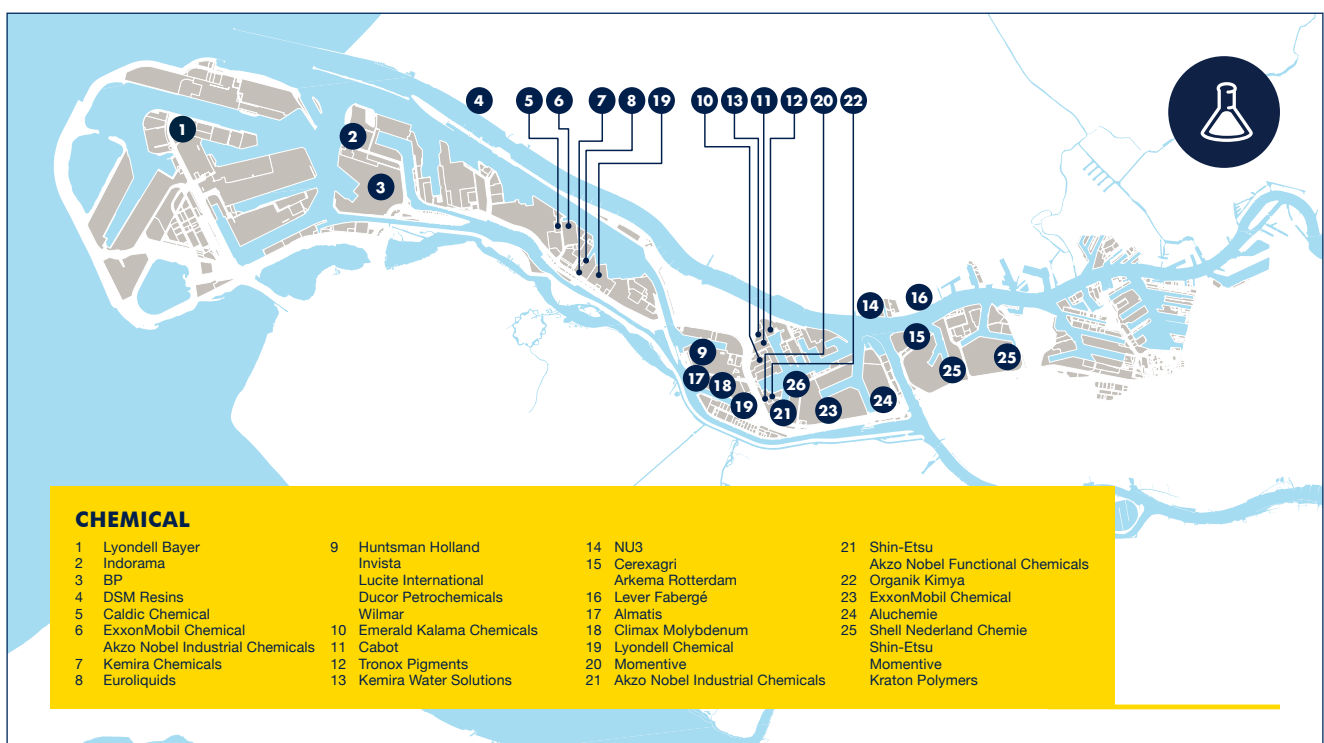 4 5 6 7 8 19 10 13 11 12 20 22
1
2
3
14
16
15
9
25
25
17
18
26
19
21
23
24
CHEMICAL
1 Lyondell Bayer
2 Indorama
3 BP
4 DSM Resins
5 Caldic Chemical
6 ExxonMobil Chemical
Akzo Nobel Industrial Chemicals
7 Kemira Chemicals
8 Euroliquids
9 Huntsman Holland
Invista
Lucite International
Ducor Petrochemicals
Wilmar
10 Emerald Kalama Chemicals
11 Cabot
12 Tronox Pigments
13 Kemira Water Solutions
14 NU3
15 Cerexagri
Arkema Rotterdam
16 Lever Fabergé
17 Almatis
18 Climax Molybdenum
19 Lyondell Chemical
20 Momentive
21 Akzo Nobel Industrial Chemicals
21 Shin-Etsu
Akzo Nobel Functional Chemicals
22 Organik Kimya
23 ExxonMobil Chemical
24 Aluchemie
25 Shell Nederland Chemie
Shin-Etsu
Momentive
Kraton Polymers